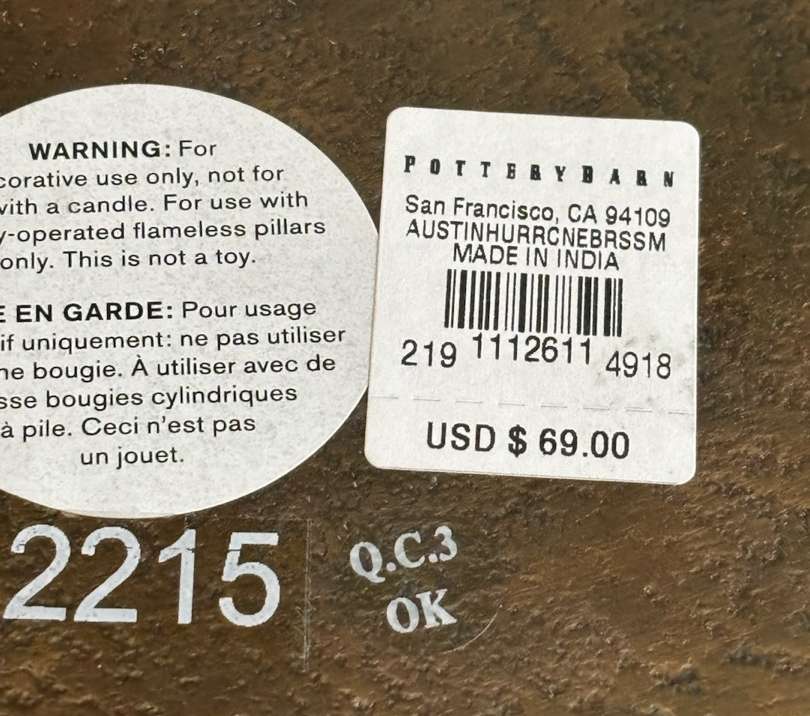 WARNING: For
corative use only, not for
vith a candle. For use with
y-operated flameless pillars
only. This is not a toy.
E EN GARDE: Pour usage
if uniquement: ne pas utiliser
ne bougie. À utiliser avec de
sse bougies cylindriques
à pile. Ceci n'est pas
un jouet.
POTTERYBARN
San Francisco, CA 94109
AUSTINHURRCNEBRSSM
MADE IN INDIA
219 1112611 4918
USD $ 69.00
2215
Q.C.3
OK